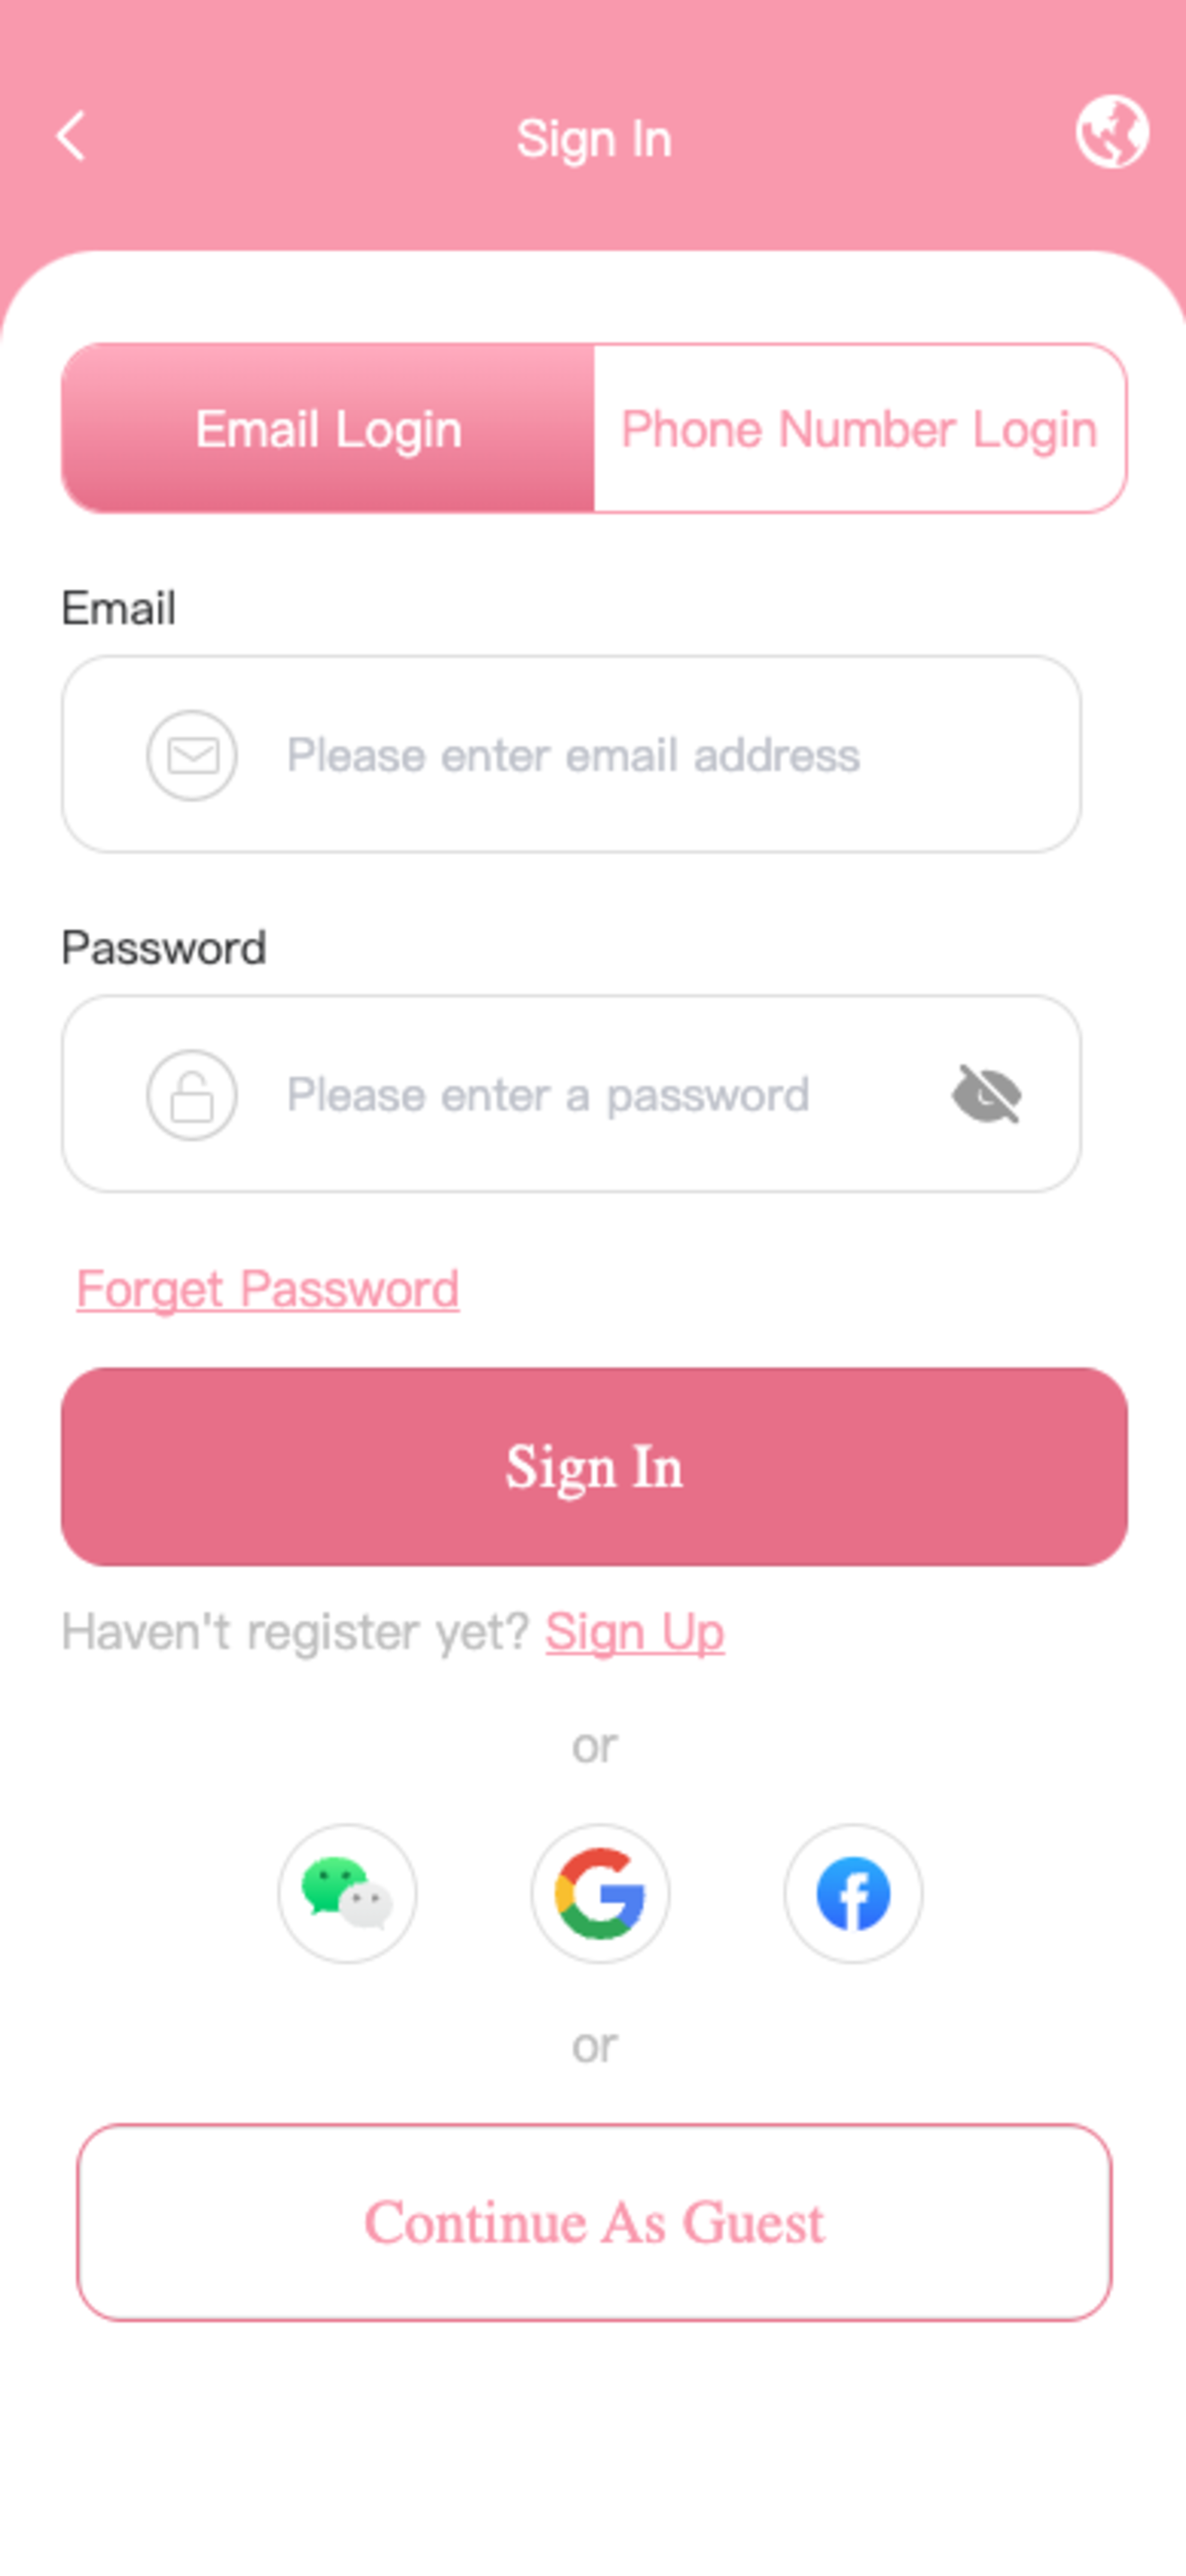 Sign In
Email Login
Phone Number Login
Email
Please enter email address
Password
Please enter a password
Forget Password
Sign In
Haven't register yet? Sign Up
or
or
Continue As Guest